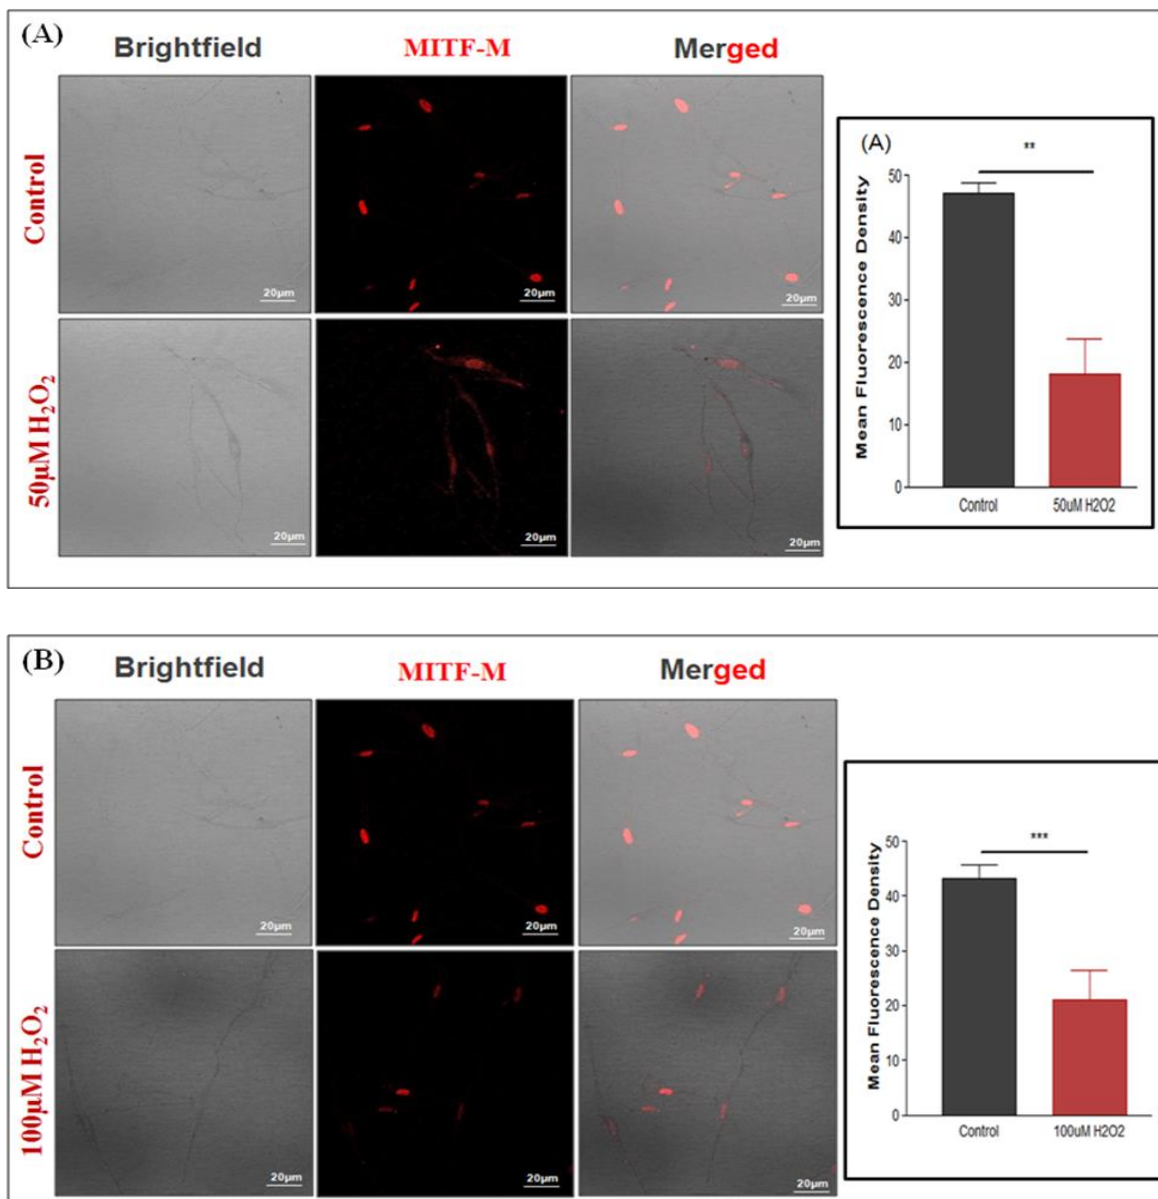 (A)
Brightfield MITF-M Merged
Control
20μm 20μm 20μm
50μM H₂O₂
20μm 20μm 20μm
(A)
**
Mean Fluorescence Density
50
40
30
20
10
0
Control 50uM H2O2
(B)
Brightfield MITF-M Merged
Control
20μm 20μm 20μm
100μM H₂O₂
20μm 20μm 20μm
***
Mean Fluorescence Density
50
40
30
20
10
0
Control 100uM H2O2